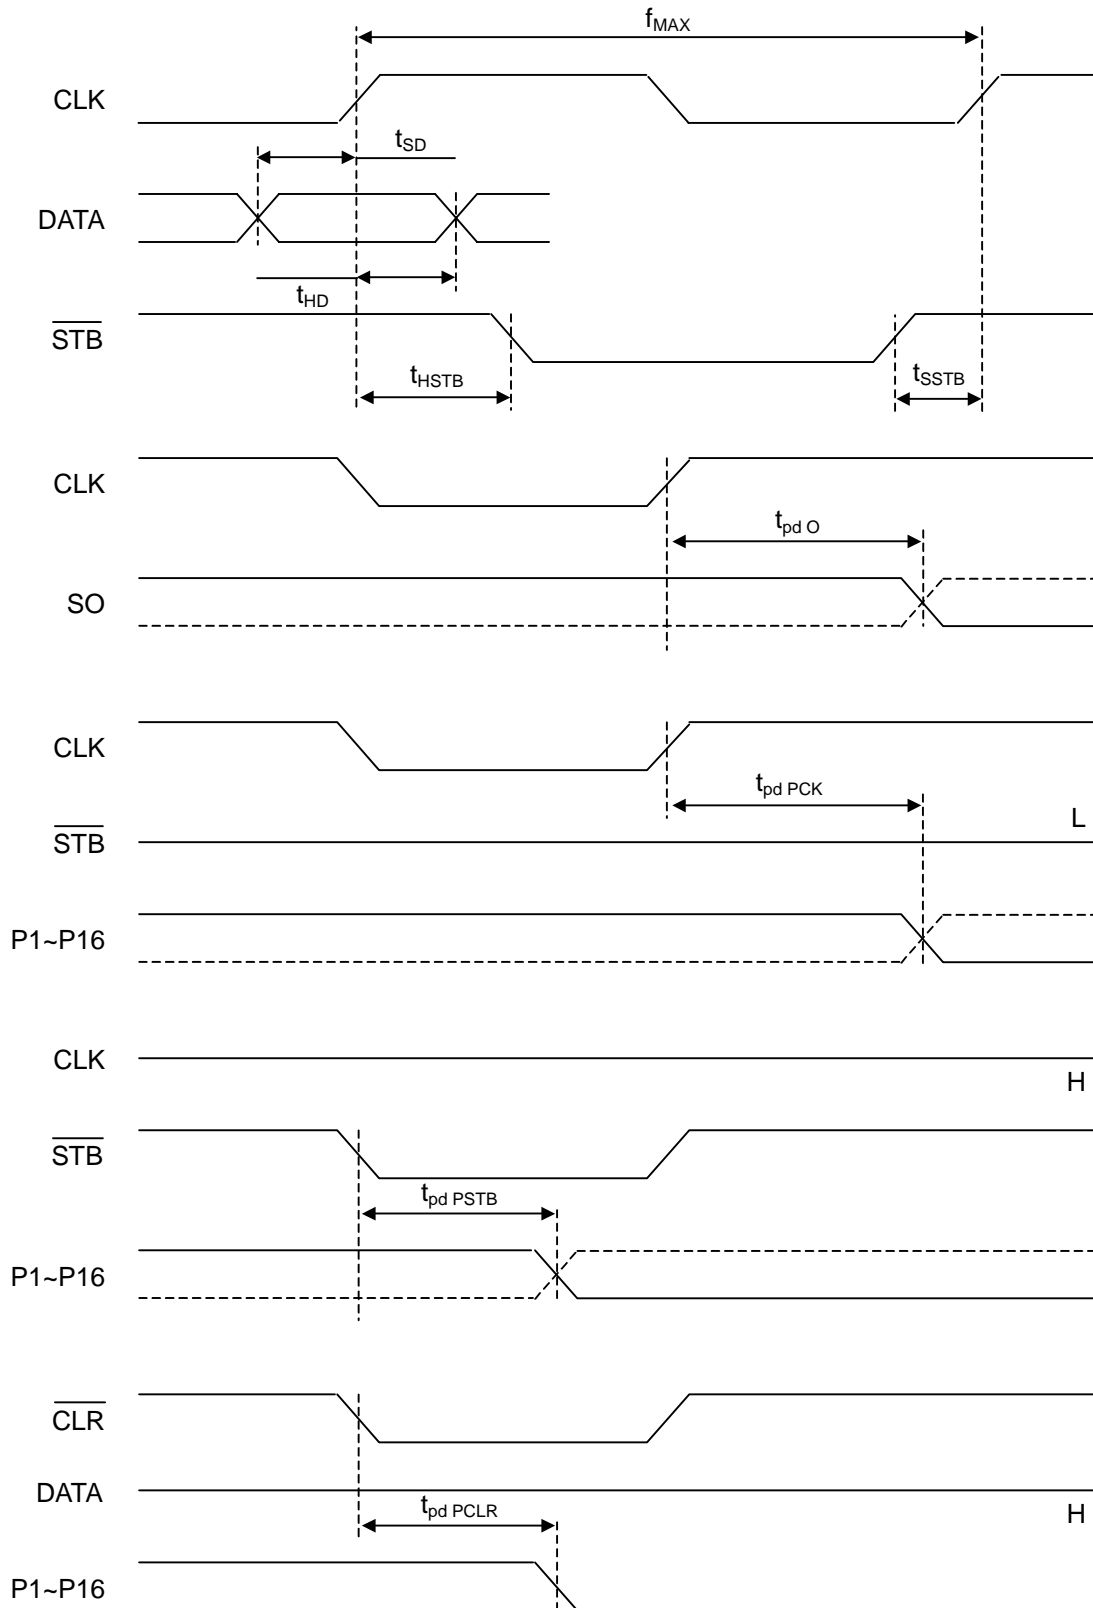 fMAX
CLK
tSD
DATA
tHD
STB
tHSTB
tSSTB
CLK
tpd O
SO
CLK
tpd PCK
L
STB
P1~P16
CLK
H
STB
tpd PSTB
P1~P16
CLR
DATA
H
tpd PCLR
P1~P16